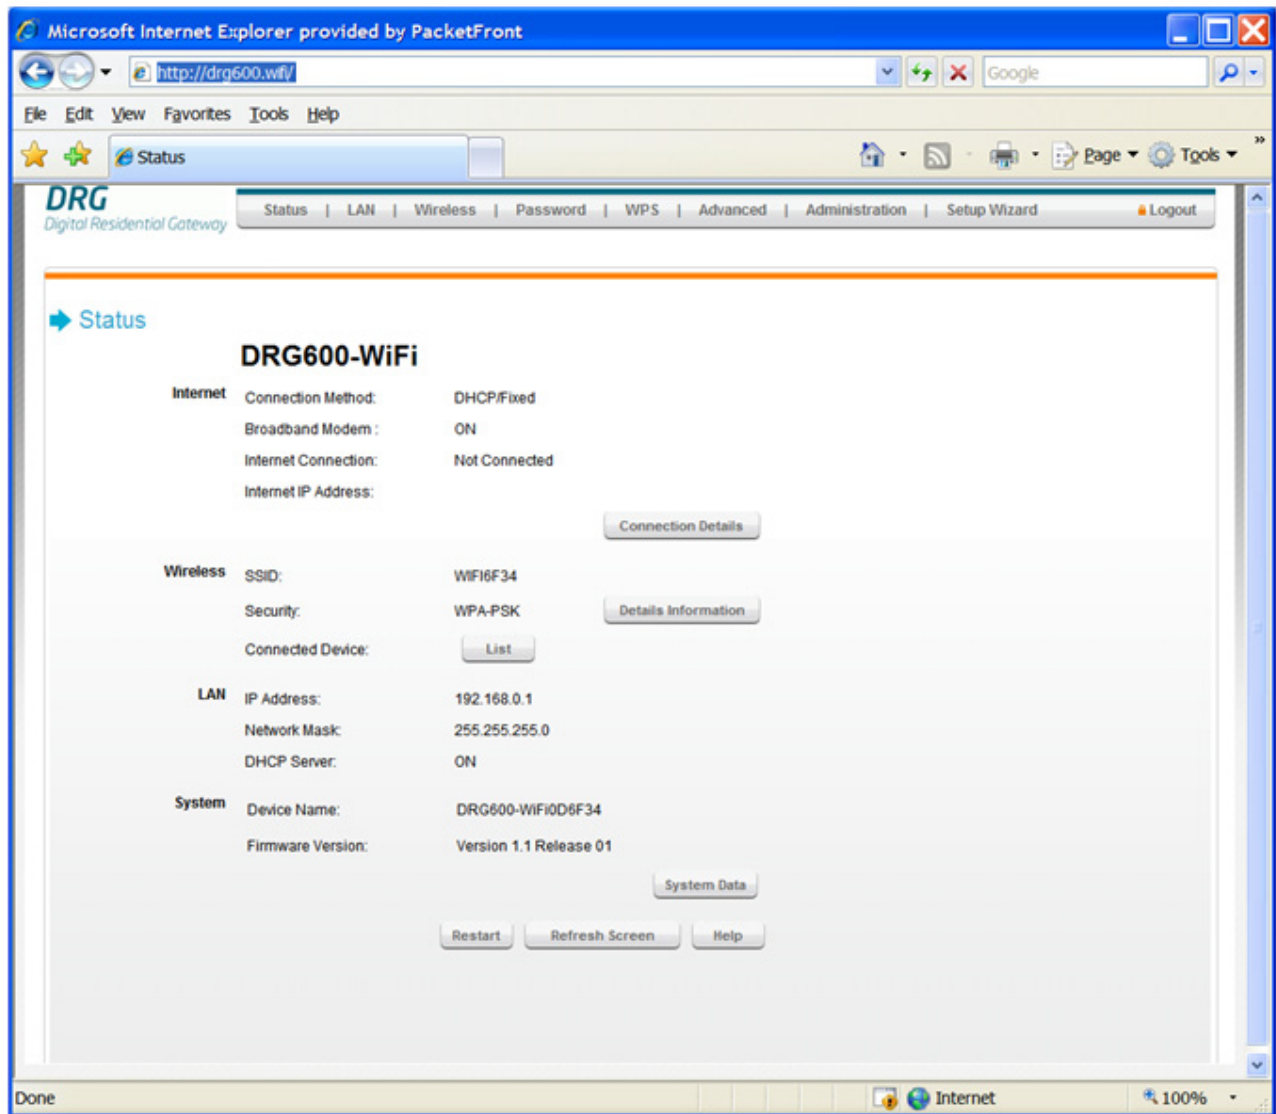 Microsoft Internet Explorer provided by PacketFront
http://drg600.wifi/
Google
File Edit View Favorites Tools Help
Status
Page Tools
DRG
Digital Residential Gateway
Status | LAN | Wireless | Password | WPS | Advanced | Administration | Setup Wizard
Logout
Status
DRG600-WiFi
Internet Connection Method: DHCP/Fixed
Broadband Modem : ON
Internet Connection: Not Connected
Internet IP Address:
Connection Details
Wireless SSID: WIFI6F34
Security: WPA-PSK Details Information
Connected Device: List
LAN IP Address: 192.168.0.1
Network Mask: 255.255.255.0
DHCP Server: ON
System Device Name: DRG600-WiFi0D6F34
Firmware Version: Version 1.1 Release 01
System Data
Restart Refresh Screen Help
Done Internet 100%